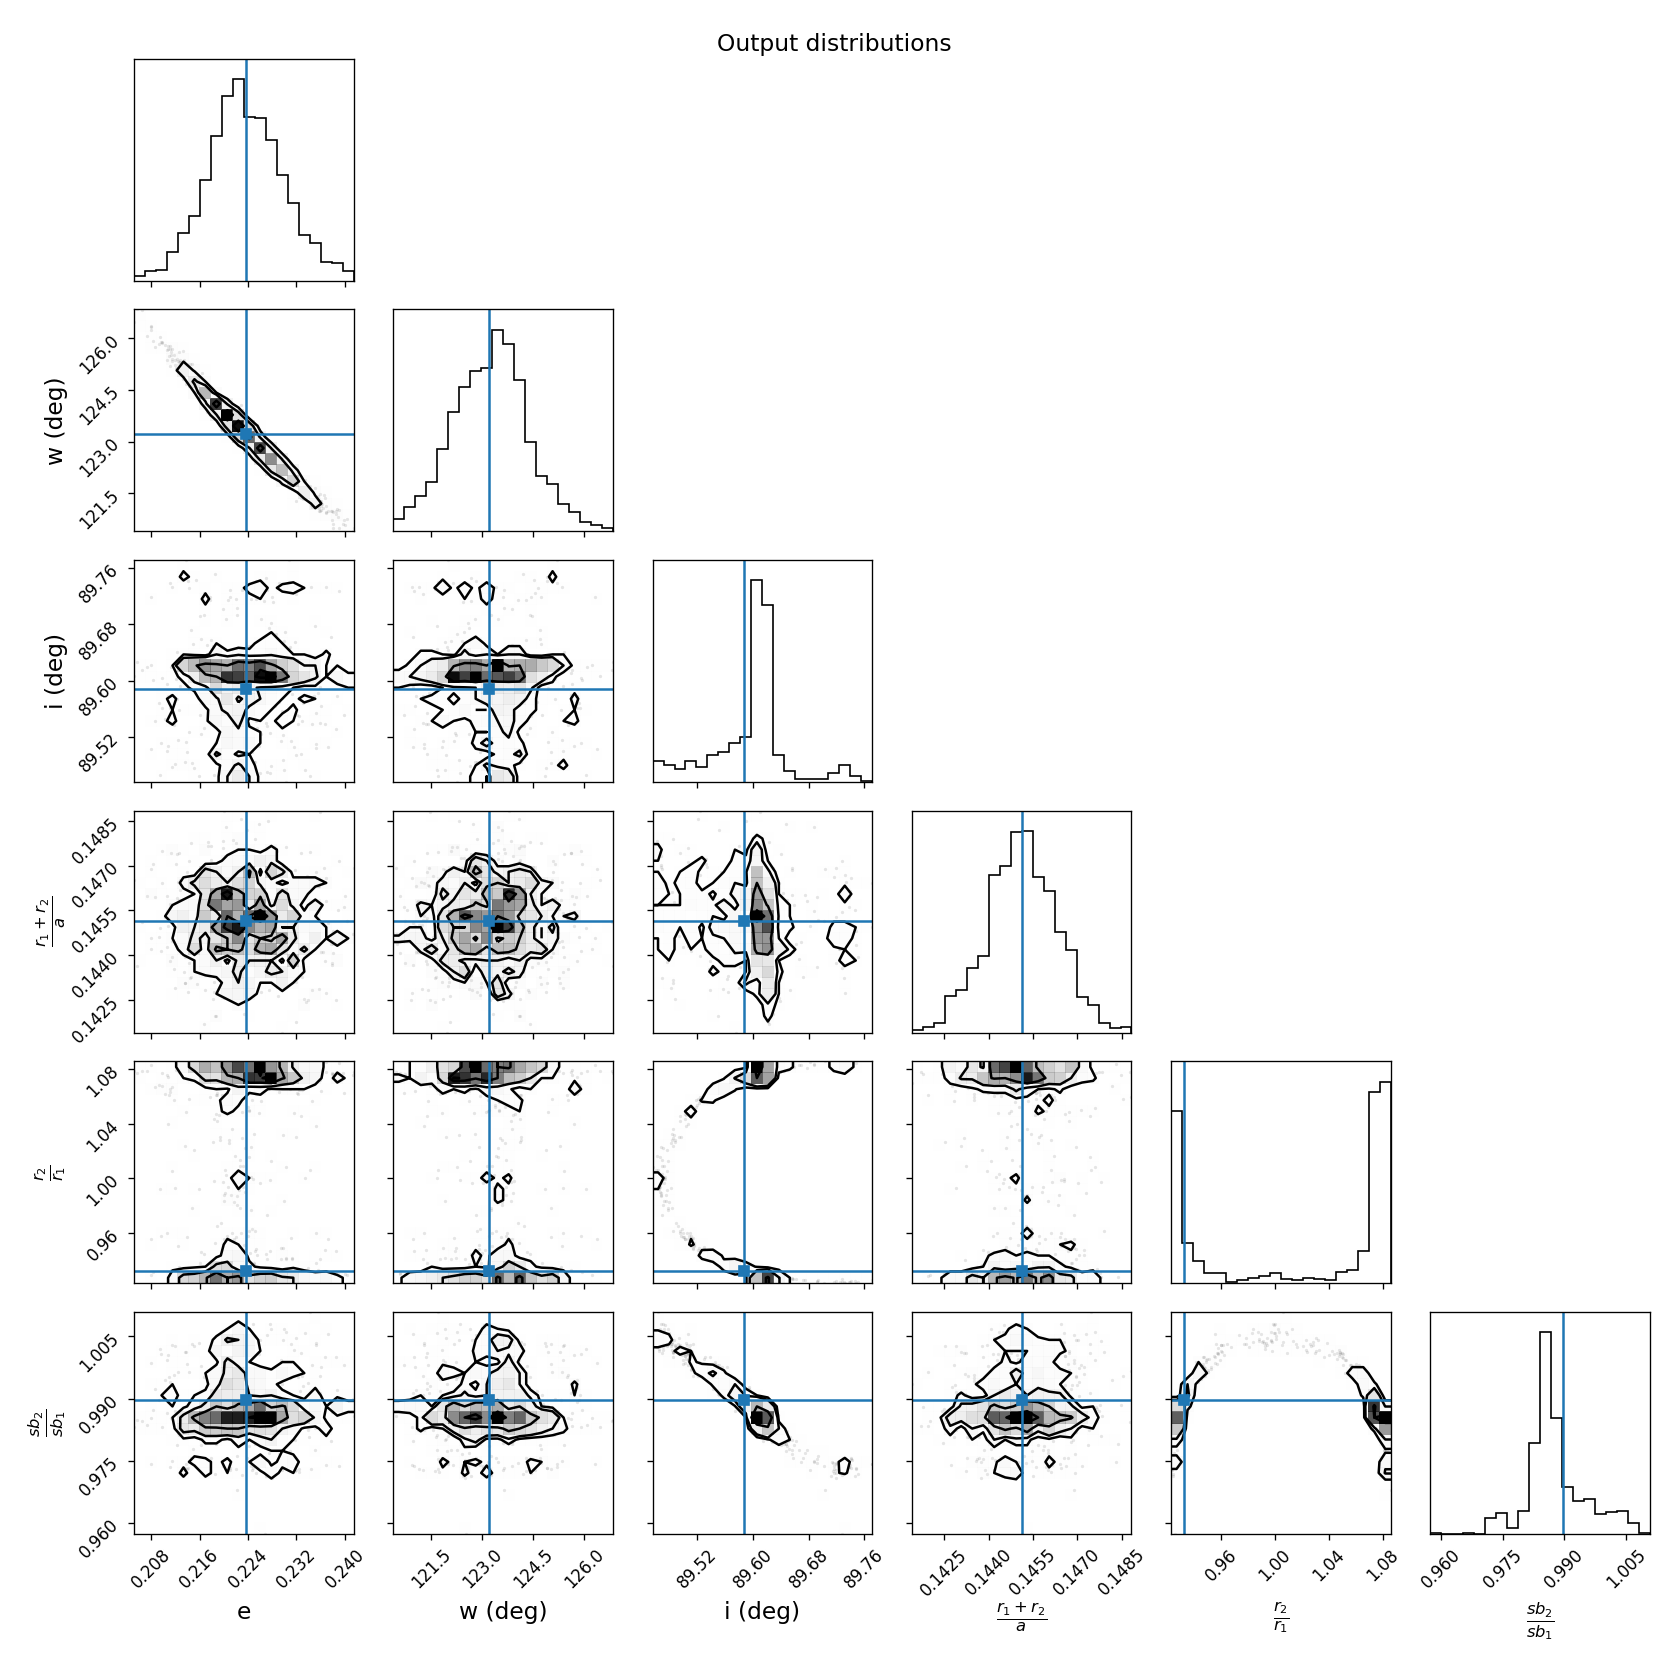 Output distributions
126.0
124.5
123.0
121.5
w (deg)
89.76
89.68
89.60
89.52
i (deg)
0.1485
0.1470
0.1455
0.1440
0.1425
r₁ + r₂
a
1.08
1.04
1.00
0.96
r₂
r₁
1.005
0.990
0.975
0.960
sb₂
sb₁
0.208 0.216 0.224 0.232 0.240
121.5 123.0 124.5 126.0
89.52 89.60 89.68 89.76
0.1425 0.1440 0.1455 0.1470 0.1485
0.96 1.00 1.04 1.08
0.960 0.975 0.990 1.005
e
w (deg)
i (deg)
r₁ + r₂
a
r₂
r₁
sb₂
sb₁